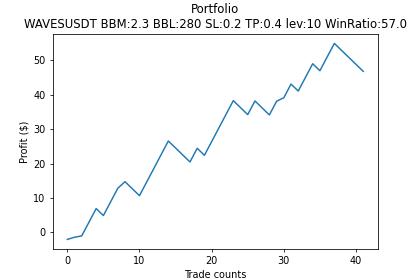 Portfolio
WAVESUSDT BBM:2.3 BBL:280 SL:0.2 TP:0.4 lev:10 WinRatio:57.0
50
40
30
20
10
0
Profit ($)
0 10 20 30 40
Trade counts